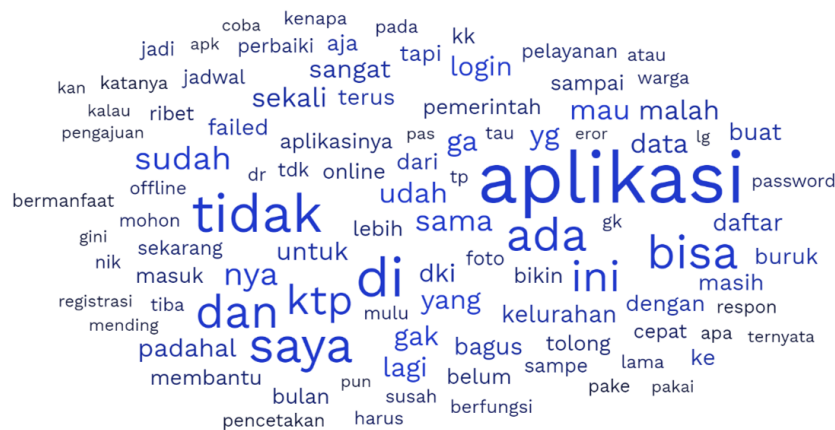 coba kenapa pada kk
jadi apk perbaiki aja tapi pelayanan atau
kan katanya jadwal sangat login sampai warga
kalau ribet sekali terus pemerintah mau malah
pengajuan failed aplikasinya pas ga tau yg eror data lg buat
sudah dr tdk online dari tp aplikasi password
bermanfaat offline tidak udah
mohon lebih sama ada gk daftar
gini sekarang untuk bisa buruk
nik masuk nya di dki foto bikin ini masih
registrasi tiba dan ktp mulu yang kelurahan dengan respon
mending padahal saya gak bagus tolong cepat apa ternyata
membantu lagi belum sampe lama ke
bulan pun susah berfungsi pake pakai
pencetakan harus